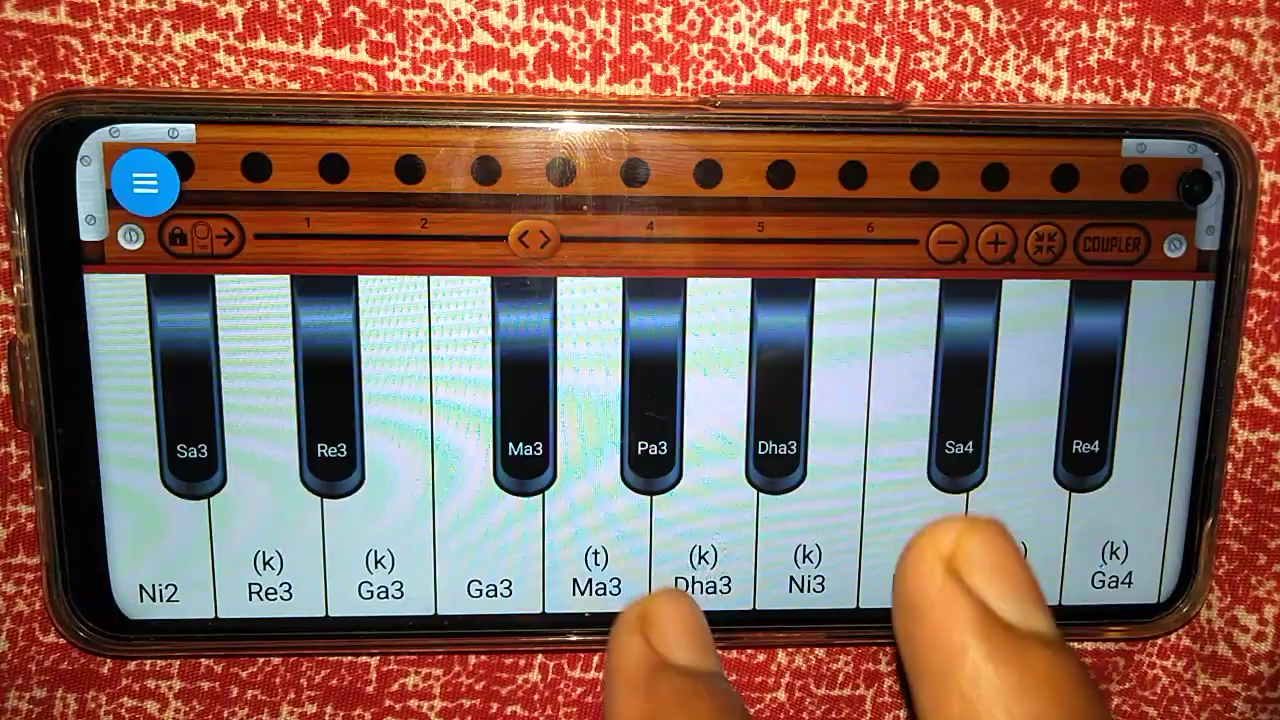 1 2 4 5 6
COUPLER
Sa3 Re3 Ma3 Pa3 Dha3 Sa4 Re4
(k) (k) (t) (k) (k) (k)
Ni2 Re3 Ga3 Ga3 Ma3 Dha3 Ni3 Ga4